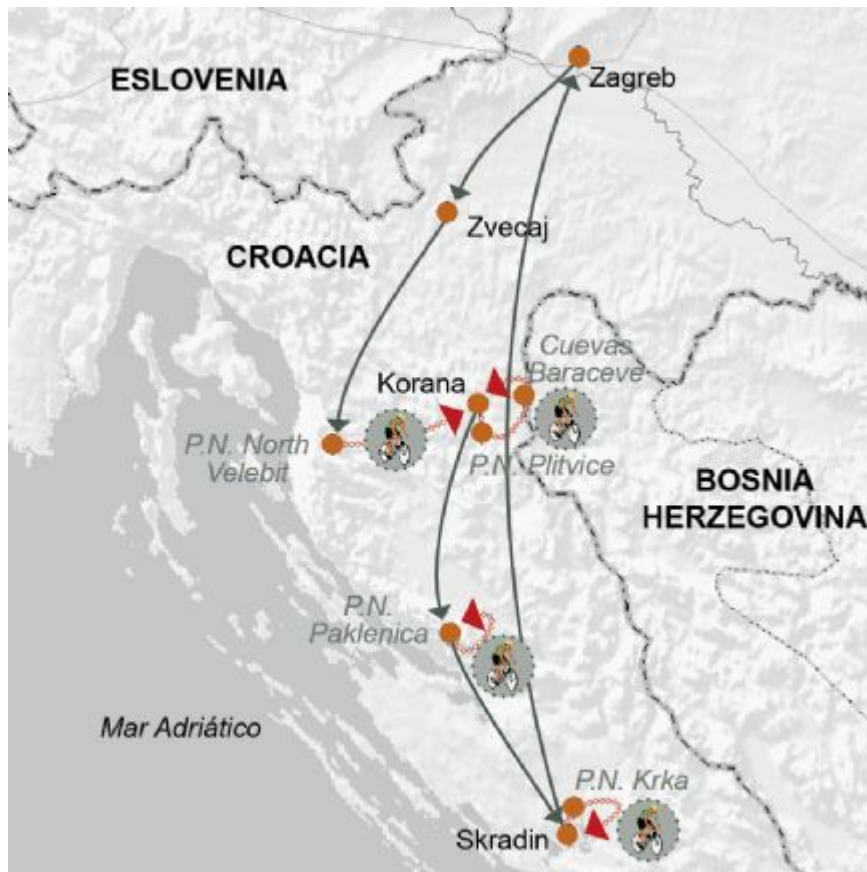 Zagreb
ESLOVENIA
Zvecaj
CROACIA
Cuevas
Baraceve
Korana
P.N. North
Velebit
P.N. Plitvice
BOSNIA
HERZEGOVINA
P.N.
Paklenica
Mar Adriático
P.N. Krka
Skradin